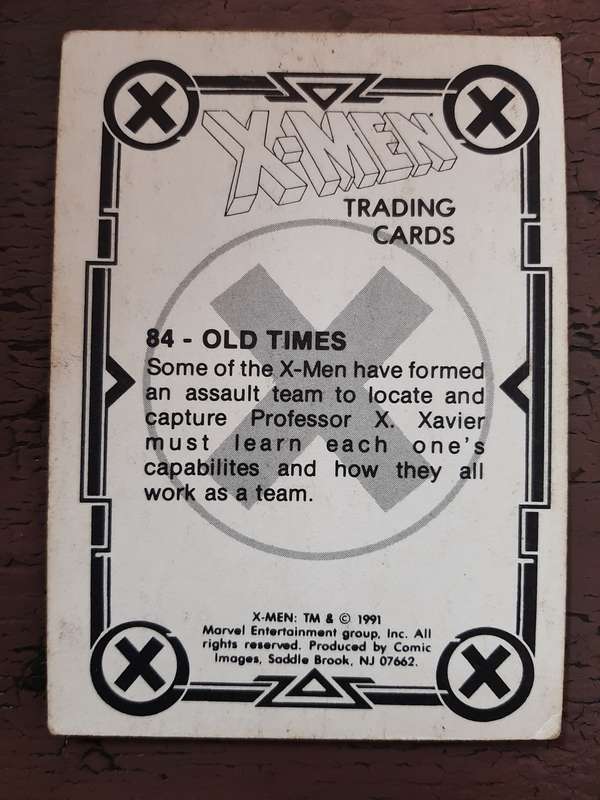 X-MEN
TRADING
CARDS
84 - OLD TIMES
Some of the X-Men have formed
an assault team to locate and
capture Professor X. Xavier
must learn each one's
capabilites and how they all
work as a team.
X-MEN: TM & © 1991
Marvel Entertainment group, Inc. All
rights reserved. Produced by Comic
Images, Saddle Brook, NJ 07662.